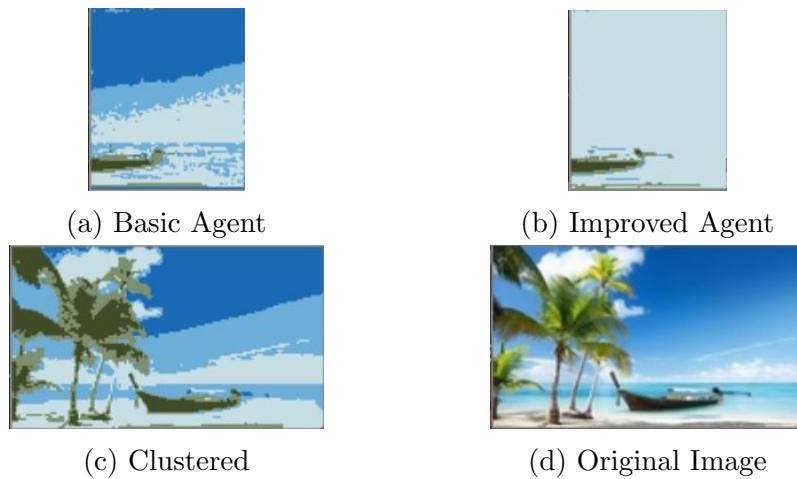 (a) Basic Agent
(b) Improved Agent
(c) Clustered
(d) Original Image